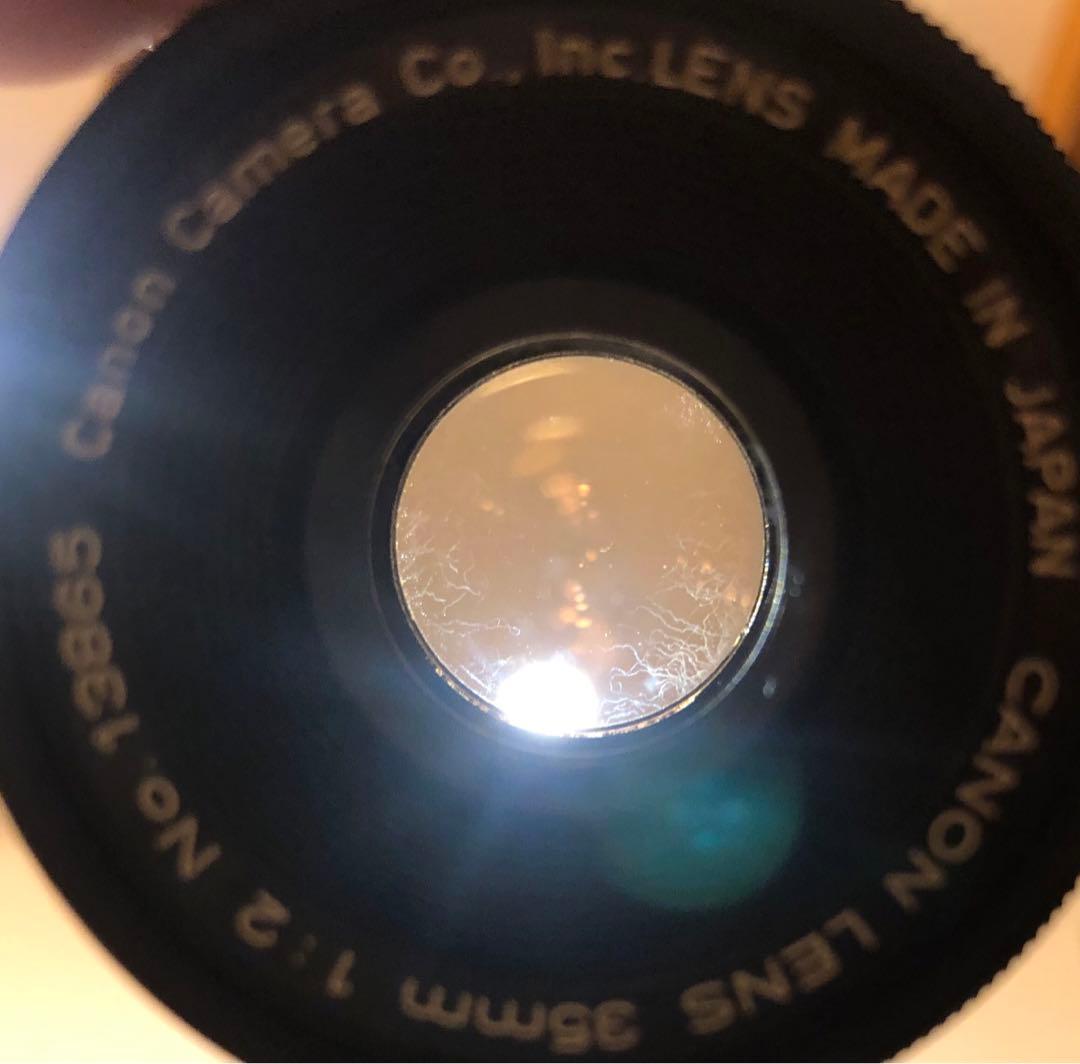 Canon Camera Co., Inc. LENS MADE IN JAPAN
CANON LENS 35mm 1:2 No.13865